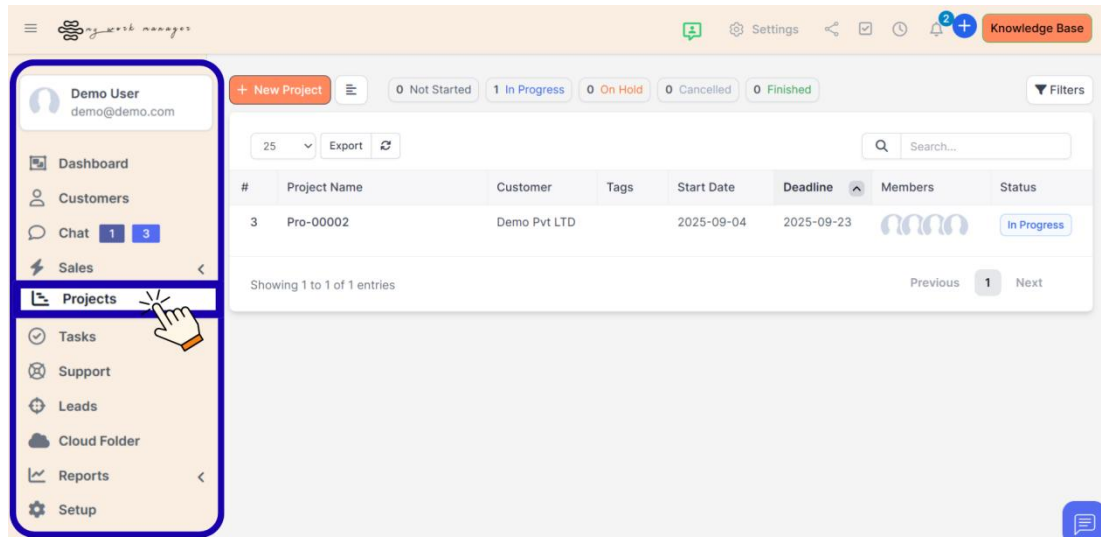 my work manager
Settings
2
Knowledge Base
Demo User
demo@demo.com
Dashboard
Customers
Chat 1 3
Sales
Projects
Tasks
Support
Leads
Cloud Folder
Reports
Setup
+ New Project
0 Not Started
1 In Progress
0 On Hold
0 Cancelled
0 Finished
Filters
25
Export
Search...
# Project Name Customer Tags Start Date Deadline Members Status
3 Pro-00002 Demo Pvt LTD 2025-09-04 2025-09-23 In Progress
Showing 1 to 1 of 1 entries
Previous 1 Next